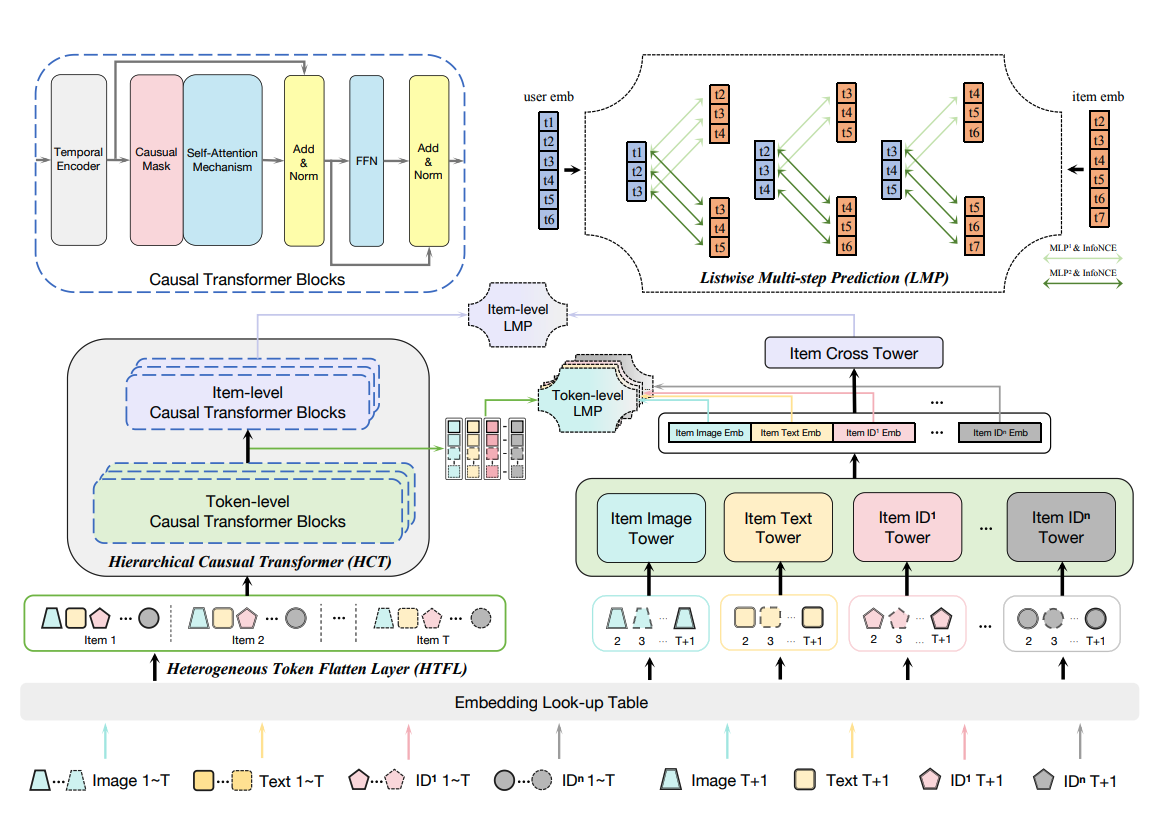 Temporal
Encoder
Causual
Mask
Self-Attention
Mechanism
Add
&
Norm
FFN
Add
&
Norm
Causal Transformer Blocks
user emb
t1
t2
t3
t4
t5
t6
t1
t2
t3
t2
t3
t4
t3
t4
t5
t2
t3
t4
t3
t4
t5
t4
t5
t6
t3
t4
t5
t4
t5
t6
t5
t6
t7
item emb
t2
t3
t4
t5
t6
t7
MLP¹ & InfoNCE
MLP² & InfoNCE
Listwise Multi-step Prediction (LMP)
Item-level
LMP
Item Cross Tower
Item-level
Causal Transformer Blocks
Token-level
LMP
...
Item Image Emb
Item Text Emb
Item ID¹ Emb
...
Item IDⁿ Emb
Token-level
Causal Transformer Blocks
Hierarchical Causual Transformer (HCT)
Item Image
Tower
Item Text
Tower
Item ID¹
Tower
...
Item IDⁿ
Tower
... ... ... ...
Item 1
Item 2
Item T
Heterogeneous Token Flatten Layer (HTFL)
2 3 ... T+1
2 3 ... T+1
2 3 ... T+1
...
2 3 ... T+1
Embedding Look-up Table
... Image 1~T
... Text 1~T
... ID¹ 1~T
... IDⁿ 1~T
Image T+1
Text T+1
ID¹ T+1
IDⁿ T+1